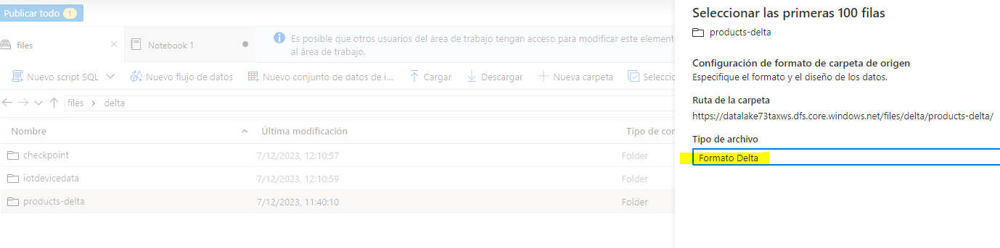 Publicar todo 1
files
Notebook 1
Es posible que otros usuarios del área de trabajo tengan acceso para modificar este elemento
al área de trabajo.
Nuevo script SQL
Nuevo flujo de datos
Nuevo conjunto de datos de i...
Cargar
Descargar
Nueva carpeta
Seleccio
files > delta
Nombre Última modificación Tipo de con
checkpoint 7/12/2023, 12:10:57 Folder
iotdevicedata 7/12/2023, 12:10:59 Folder
products-delta 7/12/2023, 11:40:10 Folder
Seleccionar las primeras 100 filas
products-delta
Configuración de formato de carpeta de origen
Especifique el formato y el diseño de los datos.
Ruta de la carpeta
https://datalake73taxws.dfs.core.windows.net/files/delta/products-delta/
Tipo de archivo
Formato Delta